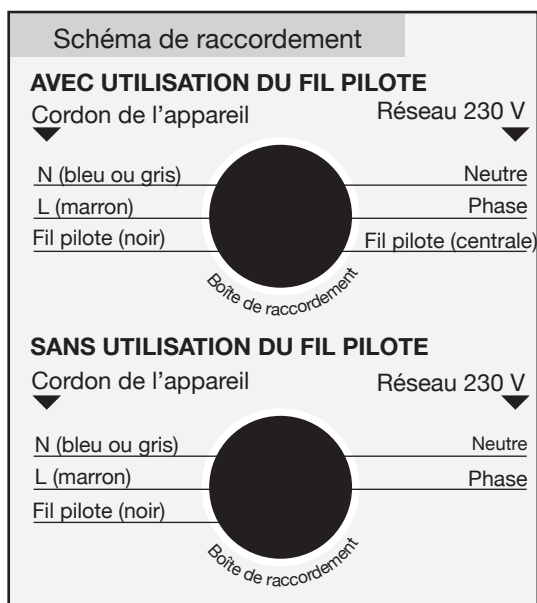 Schéma de raccordement
AVEC UTILISATION DU FIL PILOTE
Cordon de l'appareil
Réseau 230 V
N (bleu ou gris)
Neutre
L (marron)
Phase
Fil pilote (noir)
Fil pilote (centrale)
Boîte de raccordement
SANS UTILISATION DU FIL PILOTE
Cordon de l'appareil
Réseau 230 V
N (bleu ou gris)
Neutre
L (marron)
Phase
Fil pilote (noir)
Boîte de raccordement